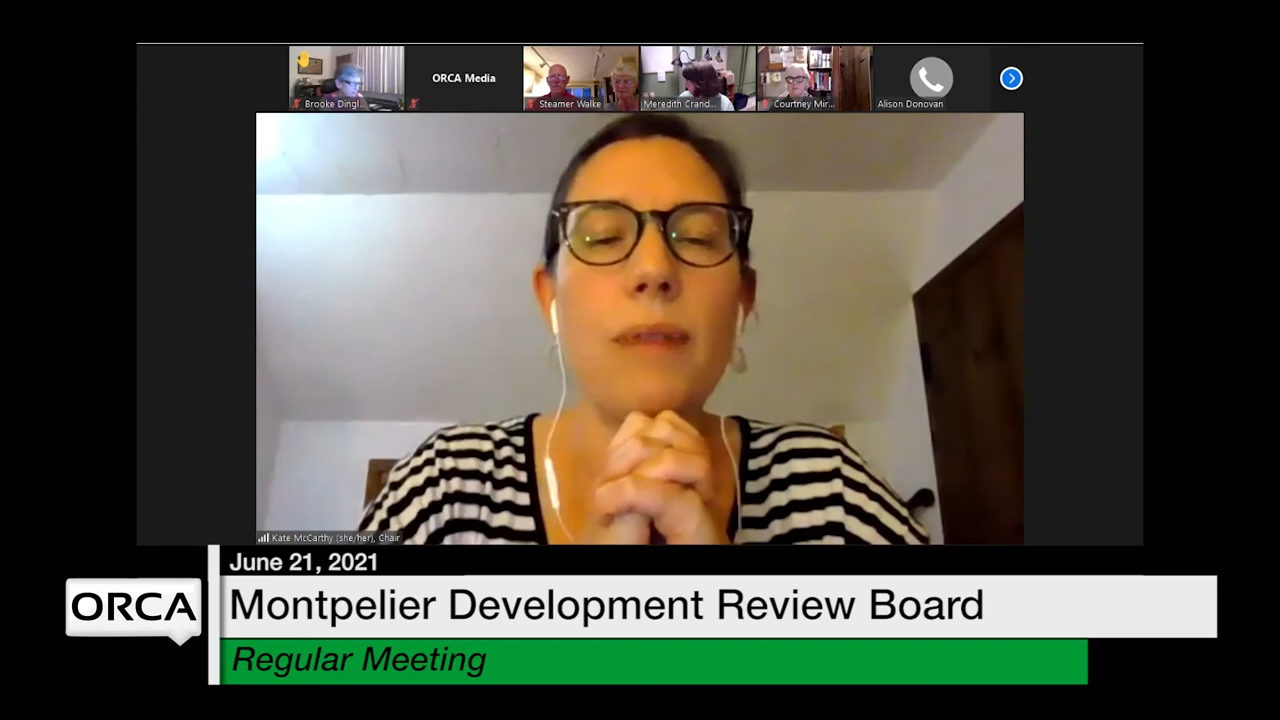 Brooke Dingl...
ORCA Media
Steamer Walke
Meredith Crand...
Courtney Mir...
Alison Donovan
Kate McCarthy (she/her), Chair
June 21, 2021
ORCA
Montpelier Development Review Board
Regular Meeting